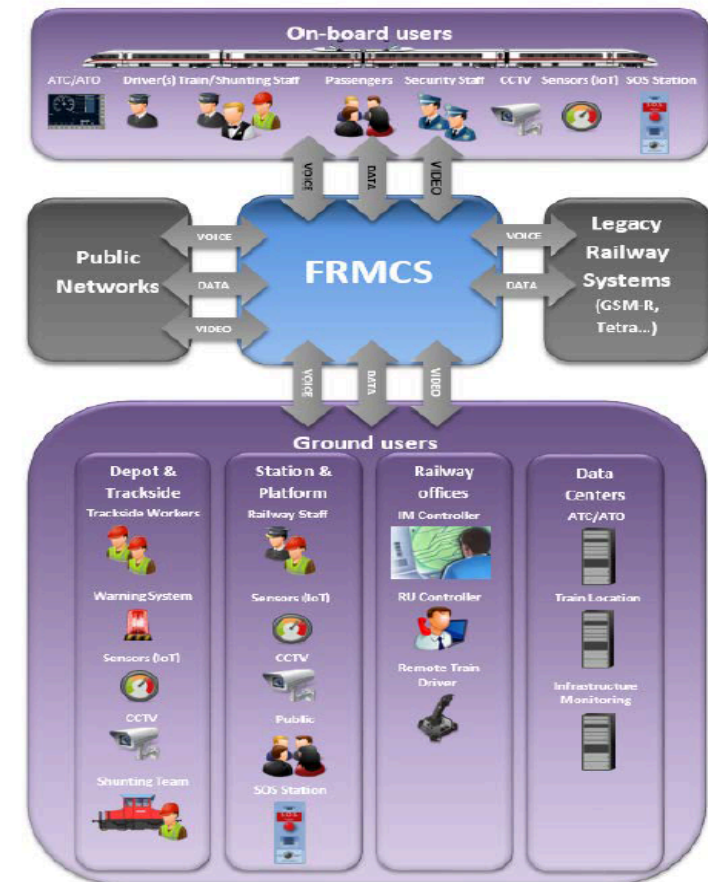 On-board users
ATC/ATO Driver(s) Train/Shunting Staff Passengers Security Staff CCTV Sensors (IoT) SOS Station
SOS
VOICE DATA VIDEO
Public
Networks
VOICE
DATA
VIDEO
FRMCS
VOICE
DATA
Legacy
Railway
Systems
(GSM-R,
Tetra...)
VOICE DATA VIDEO
Ground users
Depot &
Trackside
Trackside Workers
Warning System
Sensors (IoT)
CCTV
Shunting Team
Station &
Platform
Railway Staff
Sensors (IoT)
CCTV
Public
SOS Station
SOS
Railway
offices
IM Controller
RU Controller
Remote Train
Driver
Data
Centers
ATC/ATO
Train Location
Infrastructure
Monitoring